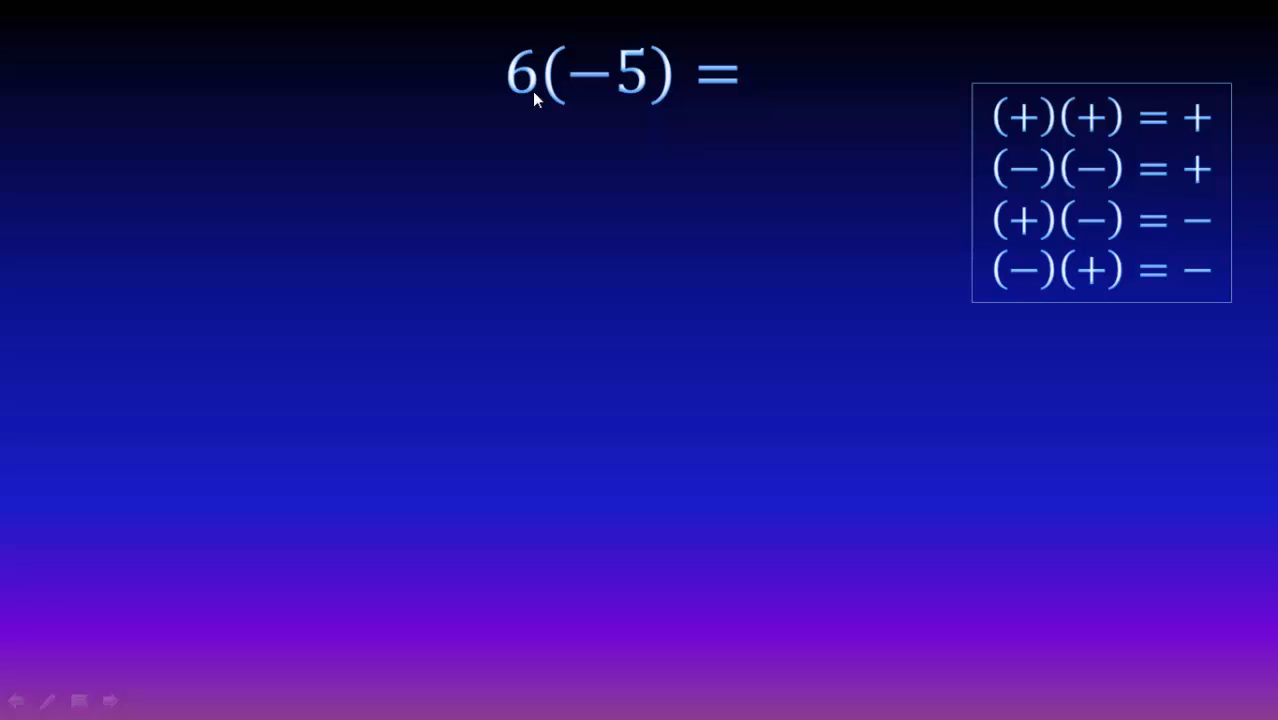 6(−5) =
(+)(+) = +
(−)(−) = +
(+)(−) = −
(−)(+) = −